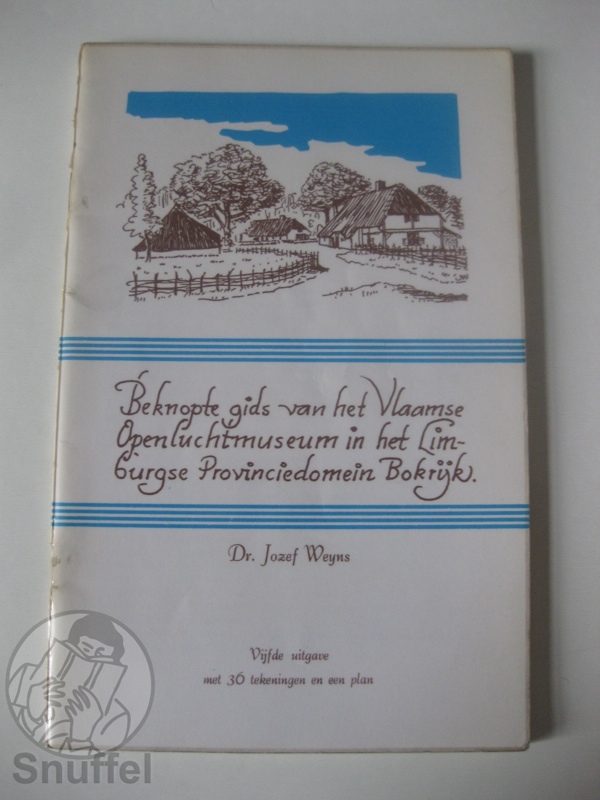 Beknopte gids van het Vlaamse
Openluchtmuseum in het Lim-
burgse Provinciedomein Bokrijk.
Dr. Jozef Weyns
Vijfde uitgave
met 36 tekeningen en een plan
Snuffel